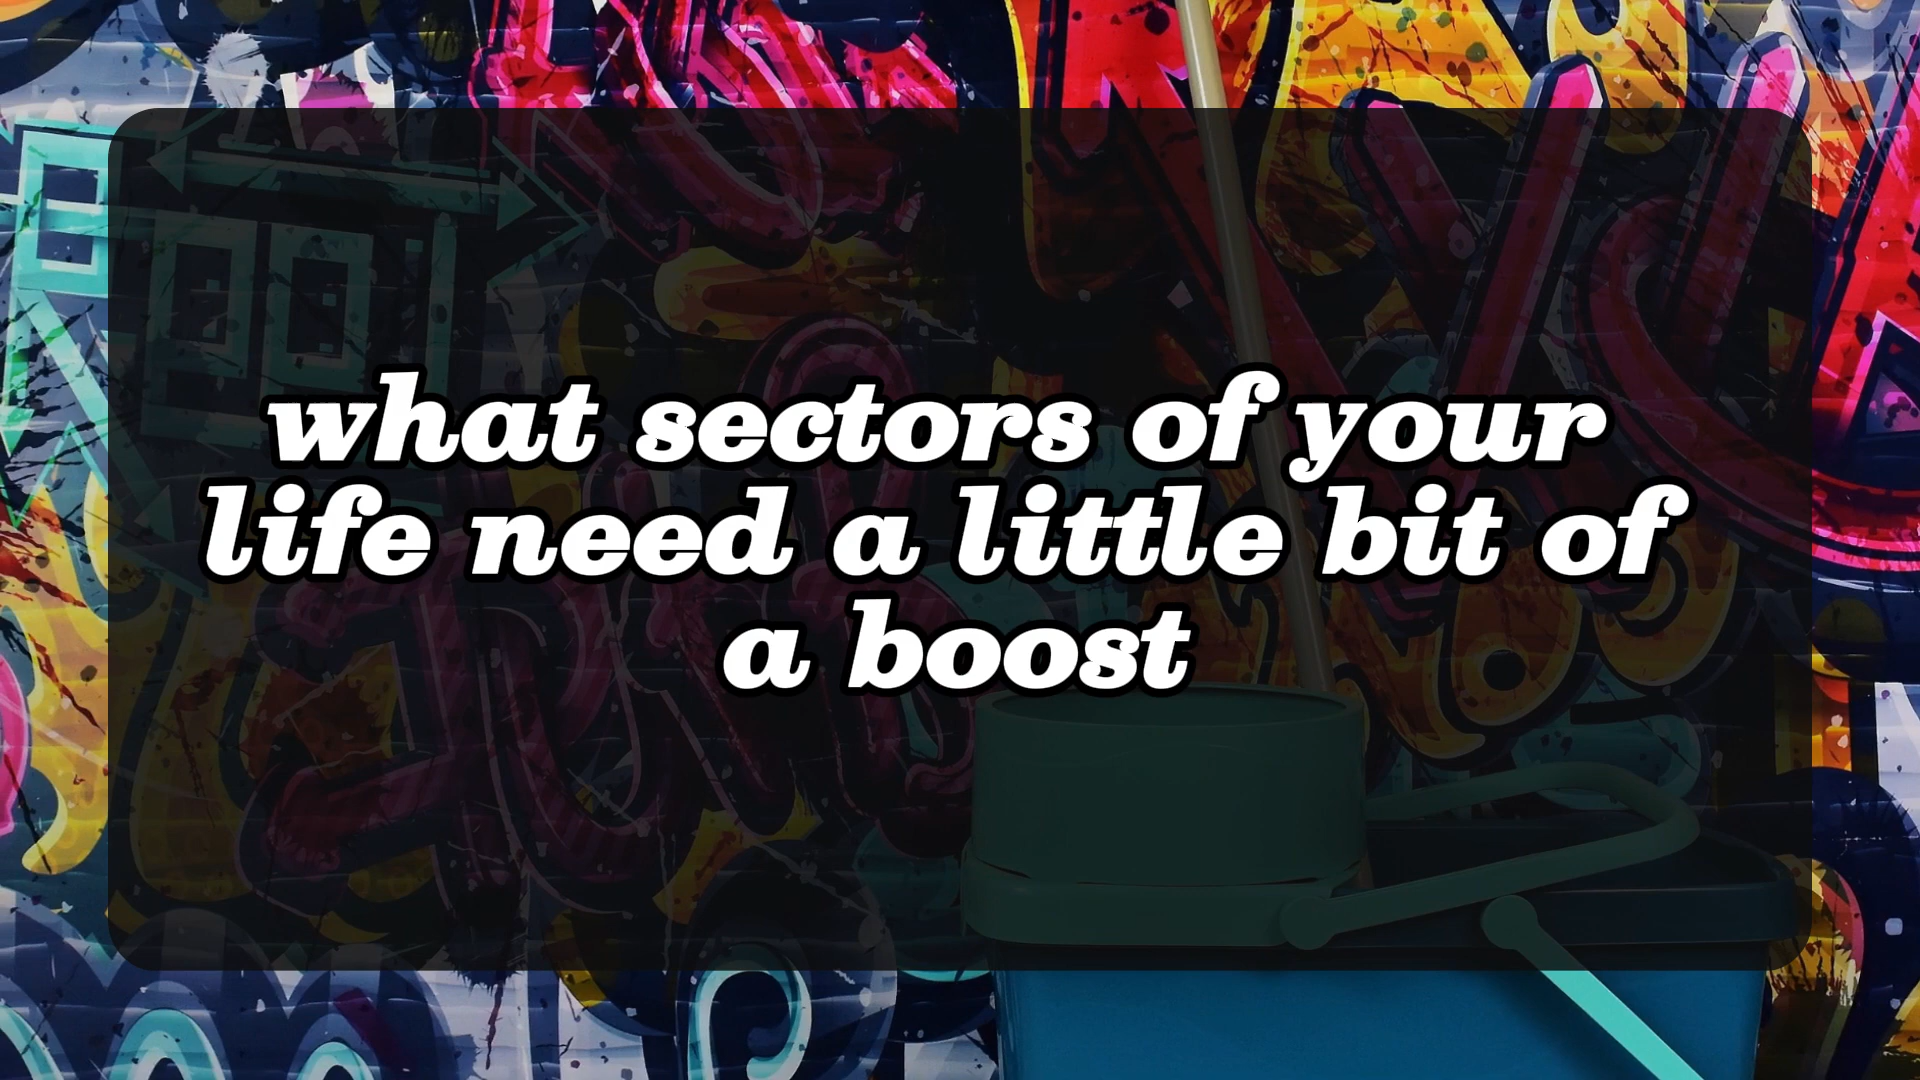 what sectors of your
life need a little bit of
a boost